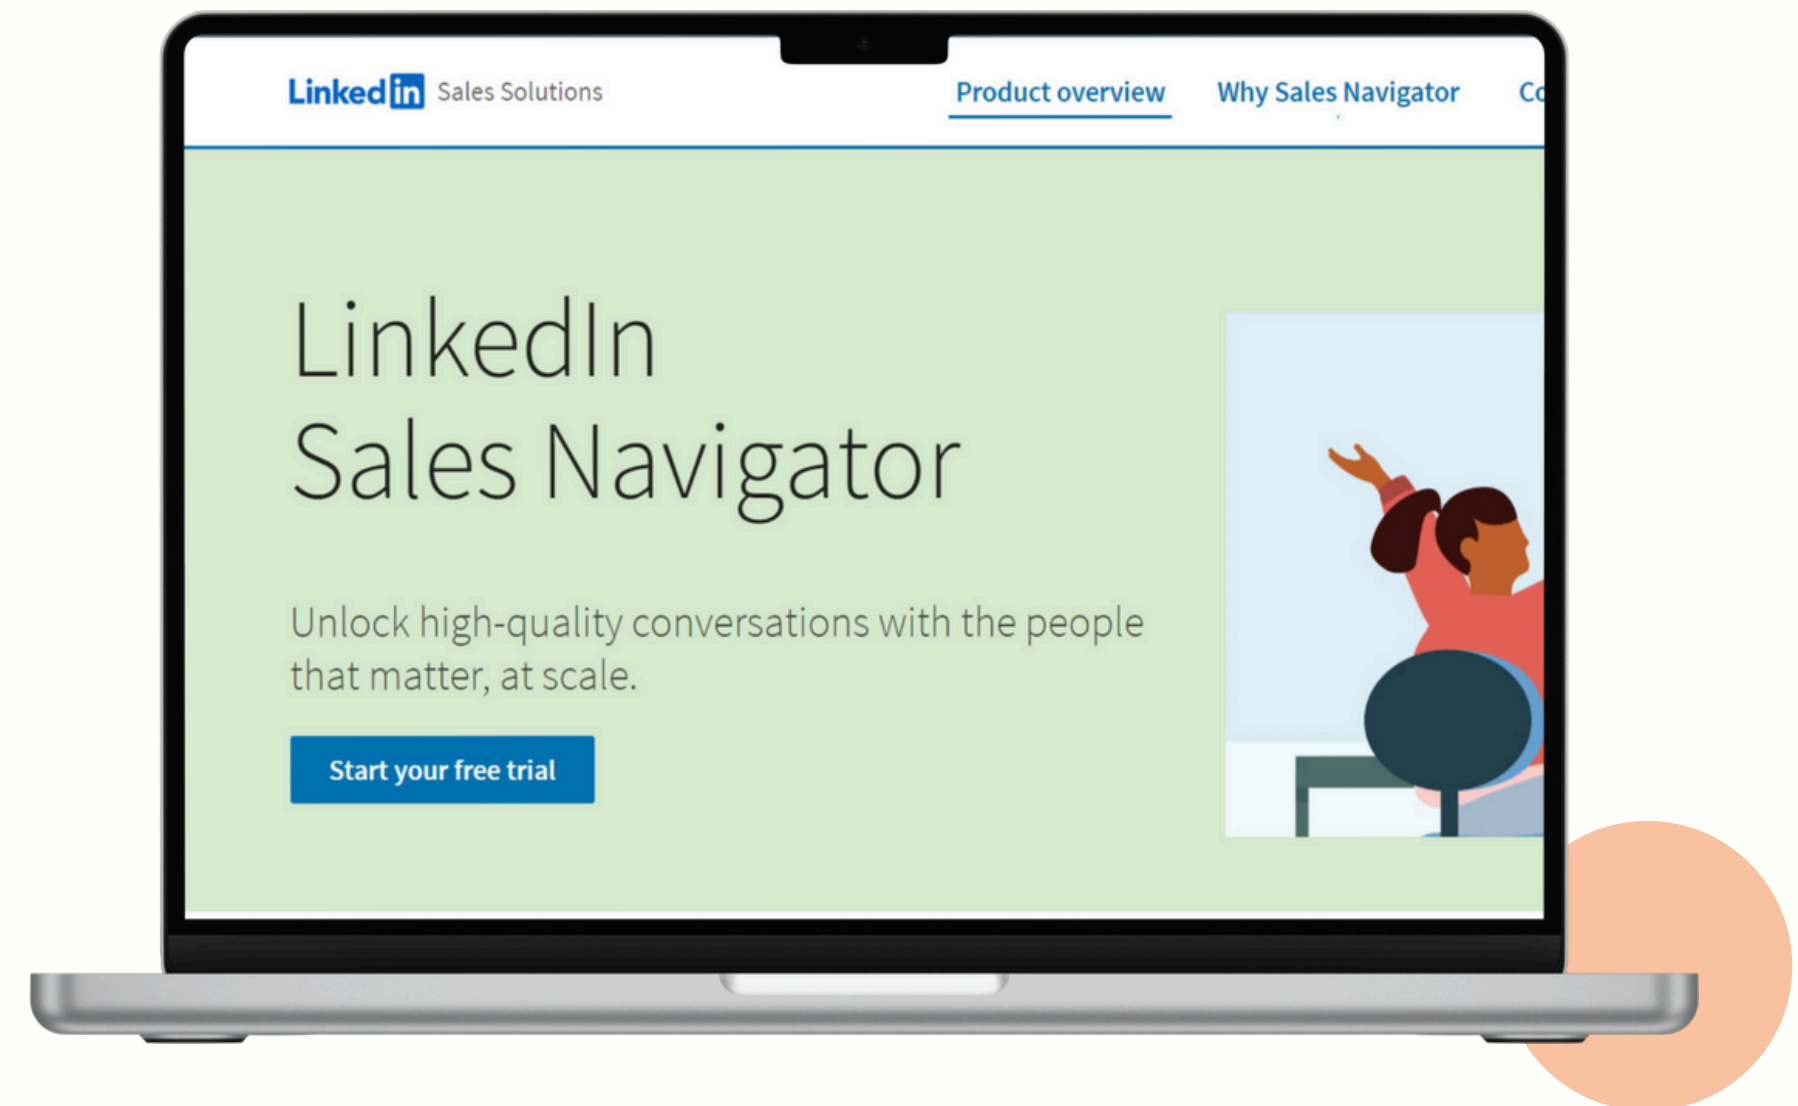 LinkedIn Sales Solutions
Product overview
Why Sales Navigator
LinkedIn
Sales Navigator
Unlock high-quality conversations with the people
that matter, at scale.
Start your free trial